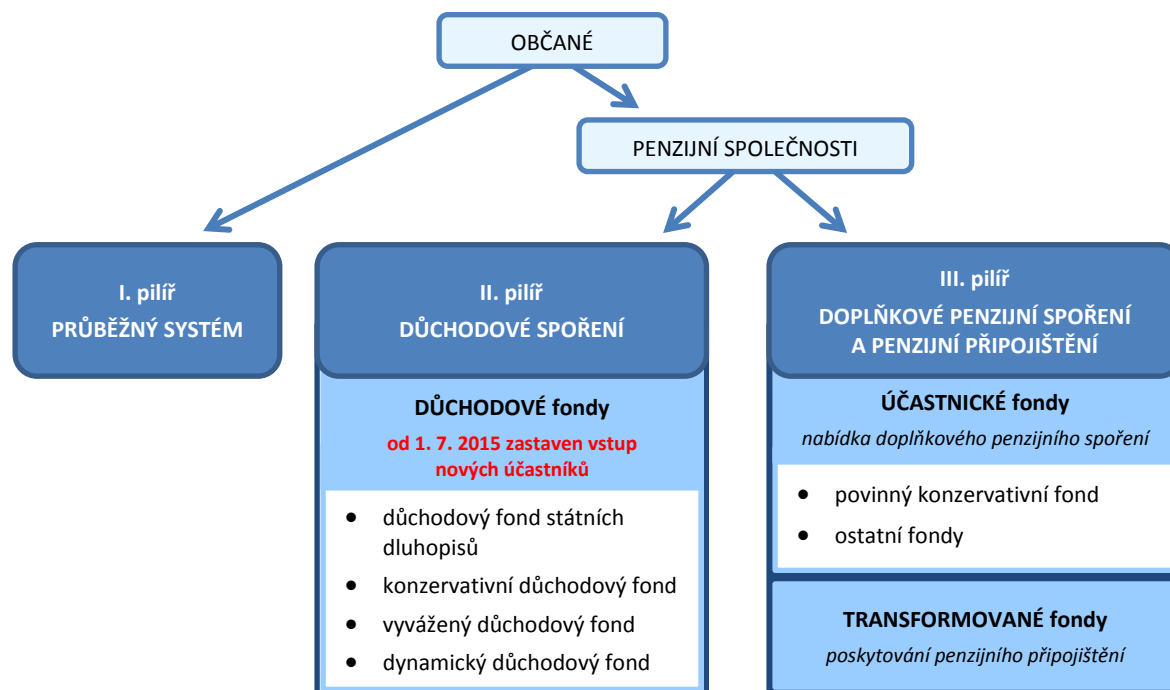 OBČANÉ
PENZIJNÍ SPOLEČNOSTI
I. pilíř
PRŮBĚŽNÝ SYSTÉM
II. pilíř
DŮCHODOVÉ SPOŘENÍ
DŮCHODOVÉ fondy
od 1. 7. 2015 zastaven vstup
nových účastníků
• důchodový fond státních
dluhopisů
• konzervativní důchodový fond
• vyvážený důchodový fond
• dynamický důchodový fond
III. pilíř
DOPLŇKOVÉ PENZIJNÍ SPOŘENÍ
A PENZIJNÍ PŘIPOJIŠTĚNÍ
ÚČASTNICKÉ fondy
nabídka doplňkového penzijního spoření
• povinný konzervativní fond
• ostatní fondy
TRANSFORMOVANÉ fondy
poskytování penzijního připojištění